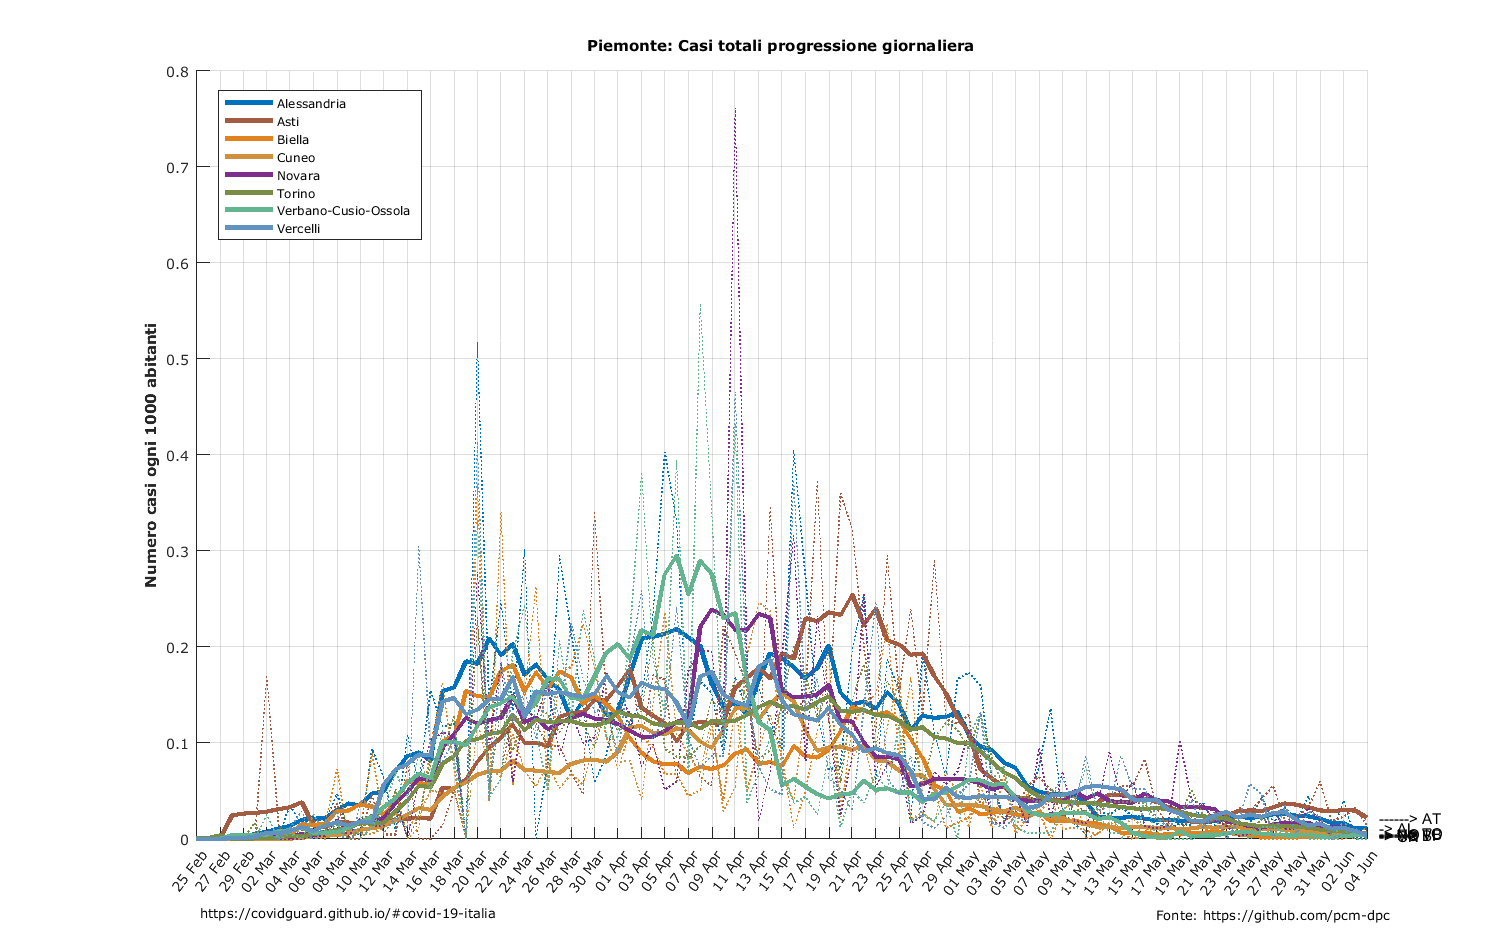 Piemonte: Casi totali progressione giornaliera
Numero casi ogni 1000 abitanti
0.8
0.7
0.6
0.5
0.4
0.3
0.2
0.1
0
Alessandria
Asti
Biella
Cuneo
Novara
Torino
Verbano-Cusio-Ossola
Vercelli
-----> AT
25 Feb
27 Feb
29 Feb
02 Mar
04 Mar
06 Mar
08 Mar
10 Mar
12 Mar
14 Mar
16 Mar
18 Mar
20 Mar
22 Mar
24 Mar
26 Mar
28 Mar
30 Mar
01 Apr
03 Apr
05 Apr
07 Apr
09 Apr
11 Apr
13 Apr
15 Apr
17 Apr
19 Apr
21 Apr
23 Apr
25 Apr
27 Apr
29 Apr
01 May
03 May
05 May
07 May
09 May
11 May
13 May
15 May
17 May
19 May
21 May
23 May
25 May
27 May
29 May
31 May
02 Jun
04 Jun
https://covidguard.github.io/#covid-19-italia
Fonte: https://github.com/pcm-dpc